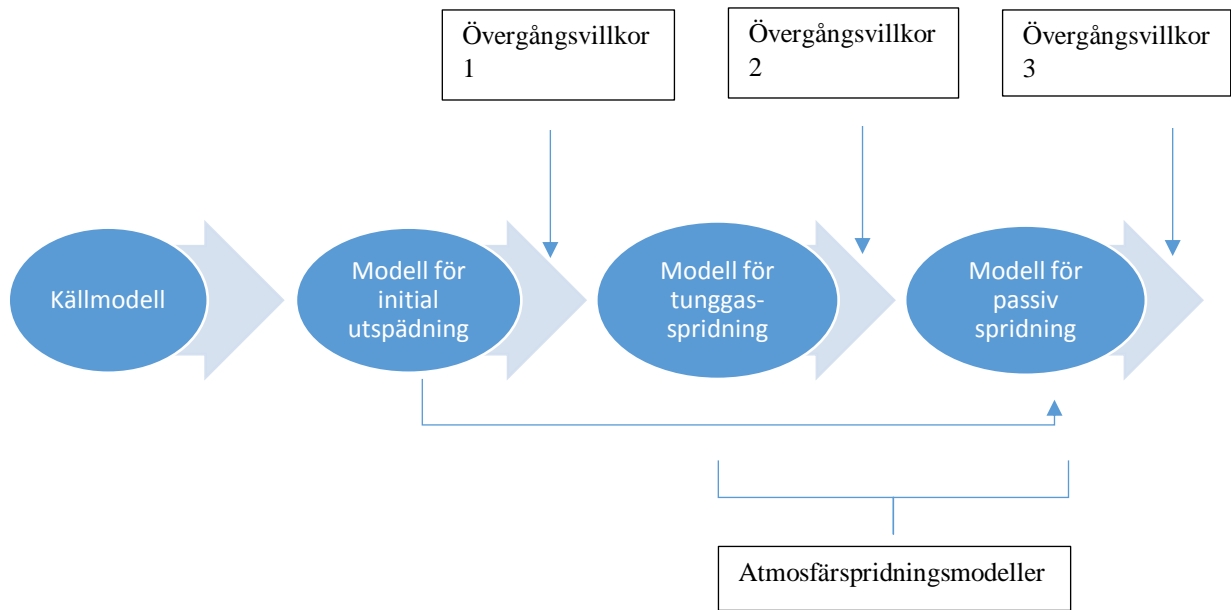 Övergångsvillkor
1
Övergångsvillkor
2
Övergångsvillkor
3
Källmodell
Modell för
initial
utspädning
Modell för
tunggas-
spridning
Modell för
passiv
spridning
Atmosfärspridningsmodeller